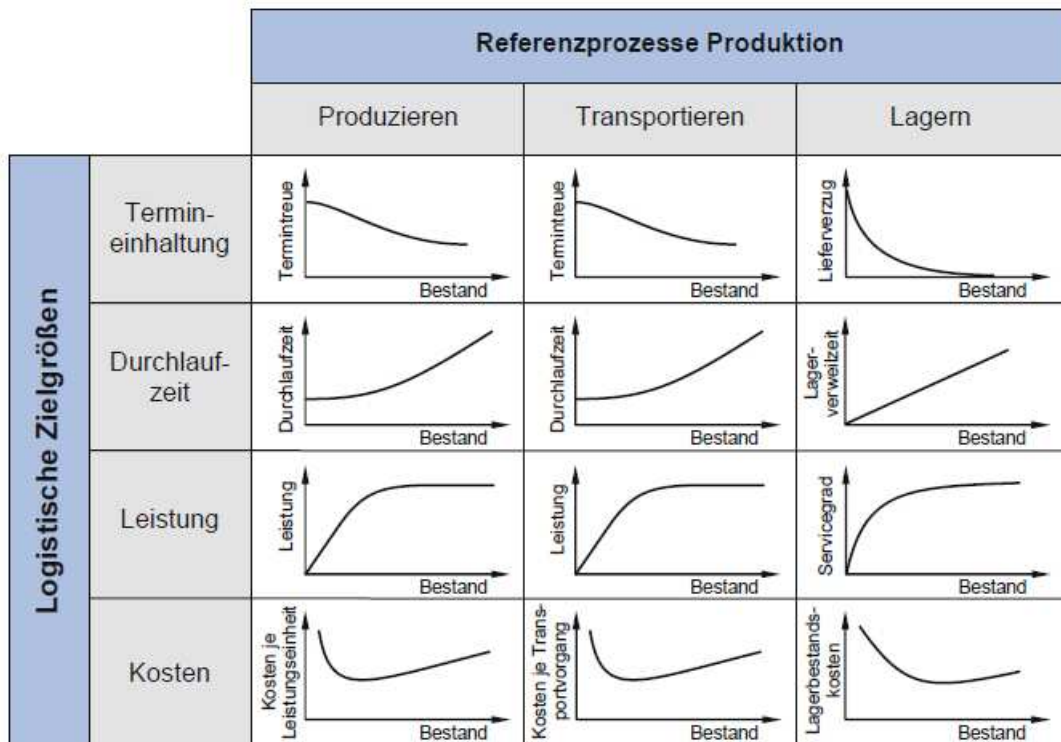 Referenzprozesse Produktion
Produzieren
Transportieren
Lagern
Logistische Zielgrößen
Termin-
einhaltung
Termintreue
Bestand
Termintreue
Bestand
Lieferverzug
Bestand
Durchlauf-
zeit
Durchlaufzeit
Bestand
Durchlaufzeit
Bestand
Lager-
verweilzeit
Bestand
Leistung
Leistung
Bestand
Leistung
Bestand
Servicegrad
Bestand
Kosten
Kosten je
Leistungseinheit
Bestand
Kosten je Trans-
portvorgang
Bestand
Lagerbestands-
kosten
Bestand